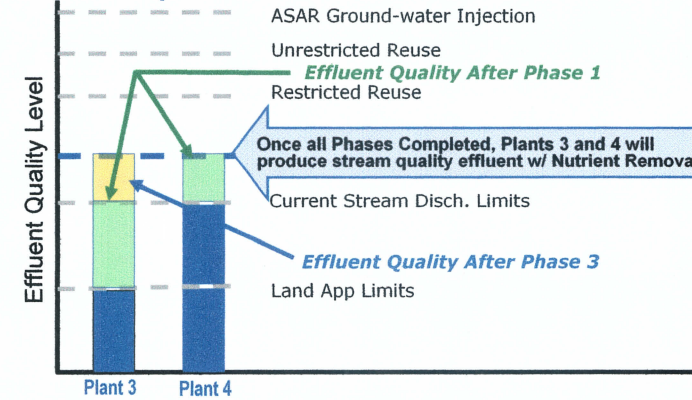 ASAR Ground-water Injection
Unrestricted Reuse
Effluent Quality After Phase 1
Restricted Reuse
Once all Phases Completed, Plants 3 and 4 will
produce stream quality effluent w/ Nutrient Remova
Current Stream Disch. Limits
Effluent Quality After Phase 3
Land App Limits
Effluent Quality Level
Plant 3
Plant 4